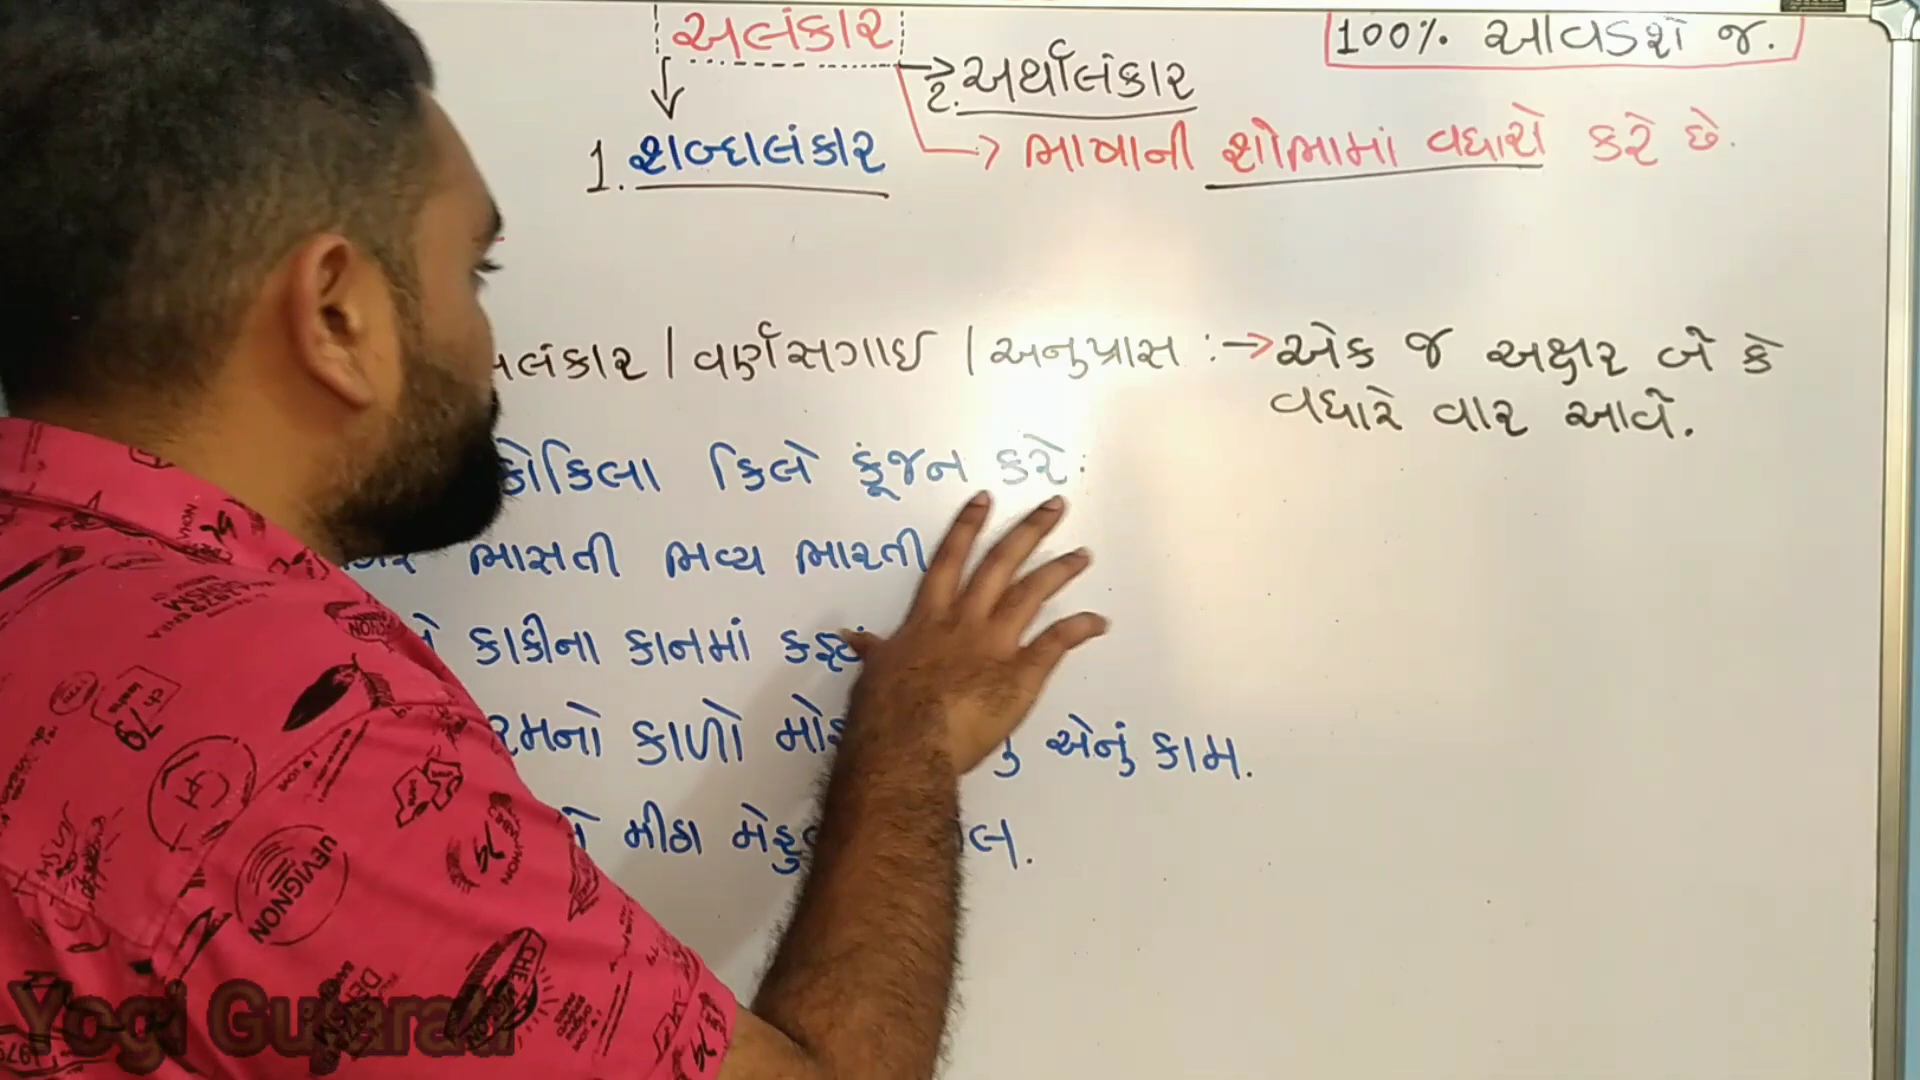 અલંકાર
100% આવડશે જ.
2. અર્થાલંકાર
1. શબ્દાલંકાર
ભાષાની શોભામાં વધારો કરે છે.
લંકાર / વર્ણસગાઈ / અનુપ્રાસ :→ એક જ અક્ષર બે કે
વધારે વાર આવે.
કોકિલા કિલે કૂંજન કરે.
ભાસતી ભવ્ય ભારતી
કાકીના કાનમાં કહ્યું
રમનો કાળો એનું કામ.
મીઠા
Yogi Gujarati